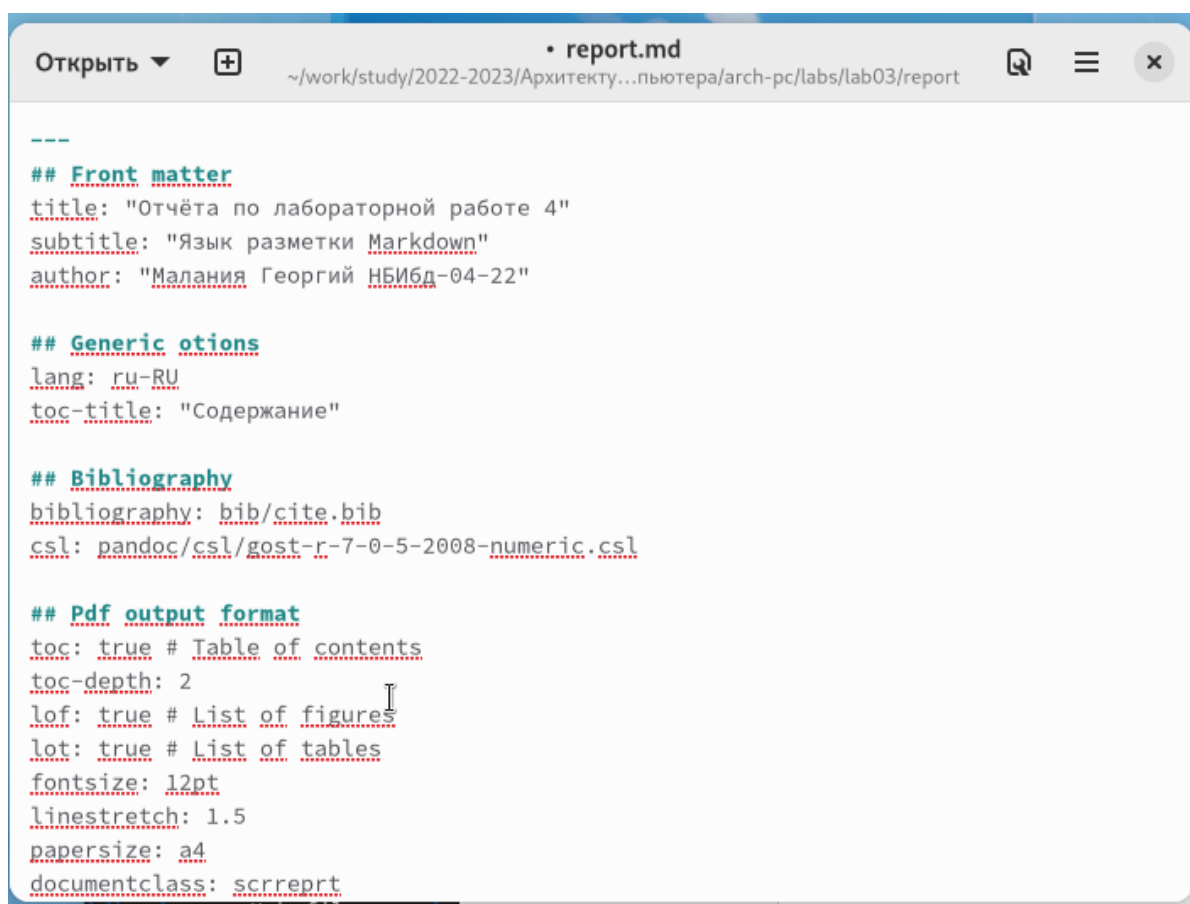 Открыть
• report.md
~/work/study/2022-2023/Архитекту…пьютера/arch-pc/labs/lab03/report
---
## Front matter
title: "Отчёта по лабораторной работе 4"
subtitle: "Язык разметки Markdown"
author: "Малания Георгий НБИбд-04-22"
## Generic otions
lang: ru-RU
toc-title: "Содержание"
## Bibliography
bibliography: bib/cite.bib
csl: pandoc/csl/gost-r-7-0-5-2008-numeric.csl
## Pdf output format
toc: true # Table of contents
toc-depth: 2
lof: true # List of figures
lot: true # List of tables
fontsize: 12pt
linestretch: 1.5
papersize: a4
documentclass: scrreprt